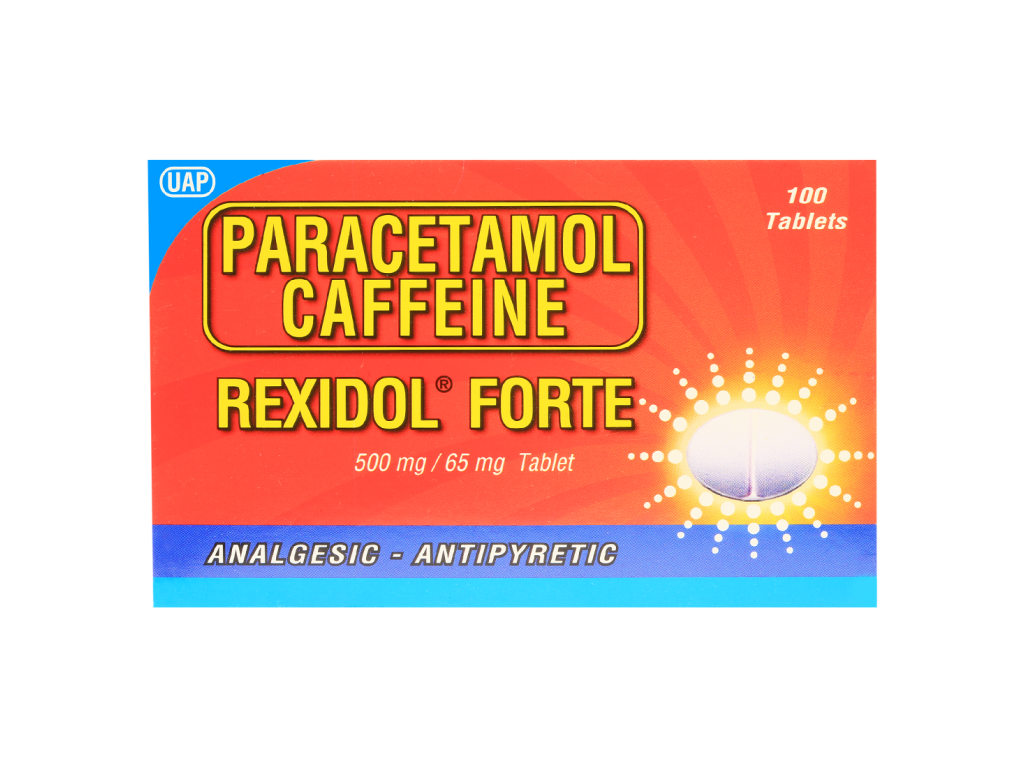 UAP
100
Tablets
PARACETAMOL
CAFFEINE
REXIDOL® FORTE
500 mg / 65 mg Tablet
ANALGESIC - ANTIPYRETIC